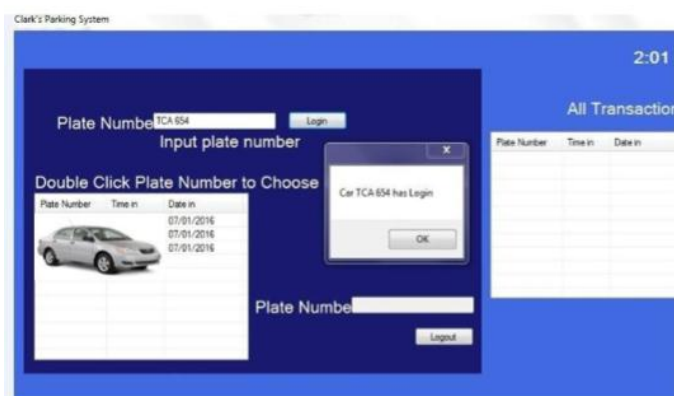 Clark's Parking System
2:01
Plate Numbe
TCA 654
Login
Input plate number
All Transaction
Plate Number Time in Date in
x
Car TCA 654 has Login
OK
Double Click Plate Number to Choose
Plate Number Time in Date in
07/01/2016
07/01/2016
07/01/2016
Plate Numbe
Logout